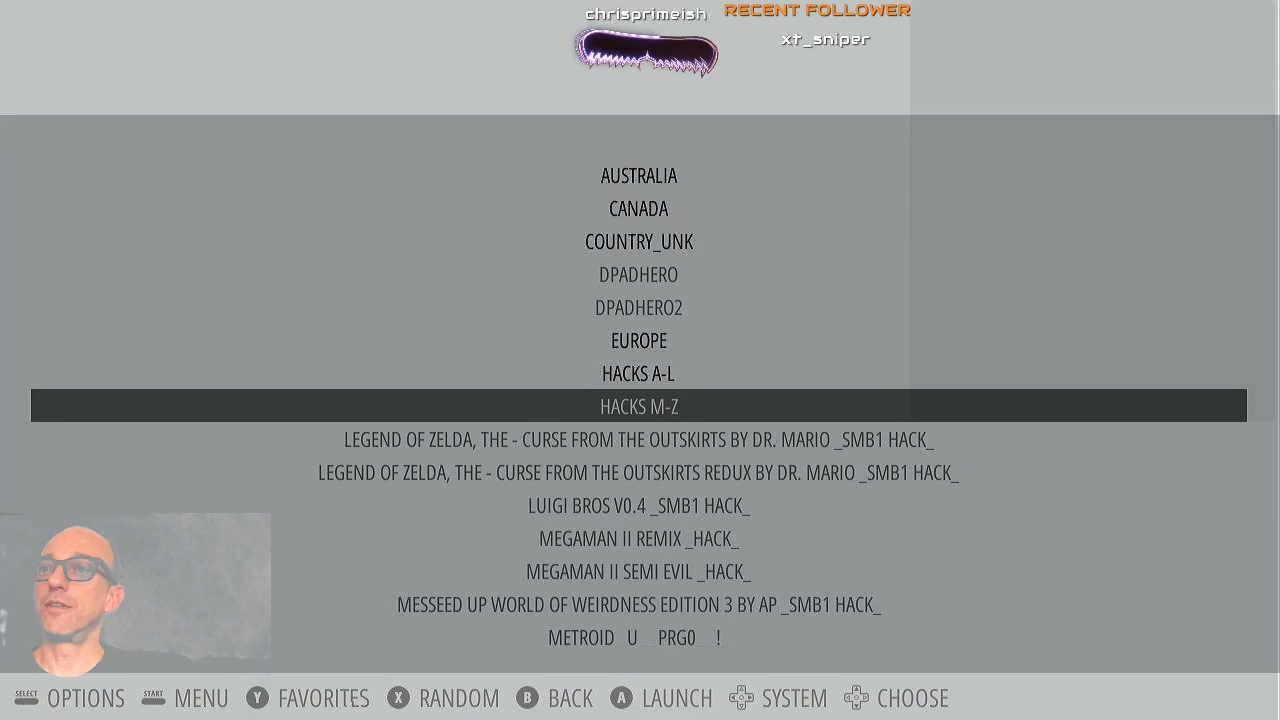 chrisprimeish
RECENT FOLLOWER
xt_sniper
AUSTRALIA
CANADA
COUNTRY_UNK
DPADHERO
DPADHERO2
EUROPE
HACKS A-L
HACKS M-Z
LEGEND OF ZELDA, THE - CURSE FROM THE OUTSKIRTS BY DR. MARIO _SMB1 HACK_
LEGEND OF ZELDA, THE - CURSE FROM THE OUTSKIRTS REDUX BY DR. MARIO _SMB1 HACK_
LUIGI BROS V0.4 _SMB1 HACK_
MEGAMAN II REMIX _HACK_
MEGAMAN II SEMI EVIL _HACK_
MESSEED UP WORLD OF WEIRDNESS EDITION 3 BY AP _SMB1 HACK_
METROID _U_ _PRG0_ _!_
SELECT OPTIONS START MENU Y FAVORITES X RANDOM B BACK A LAUNCH SYSTEM CHOOSE